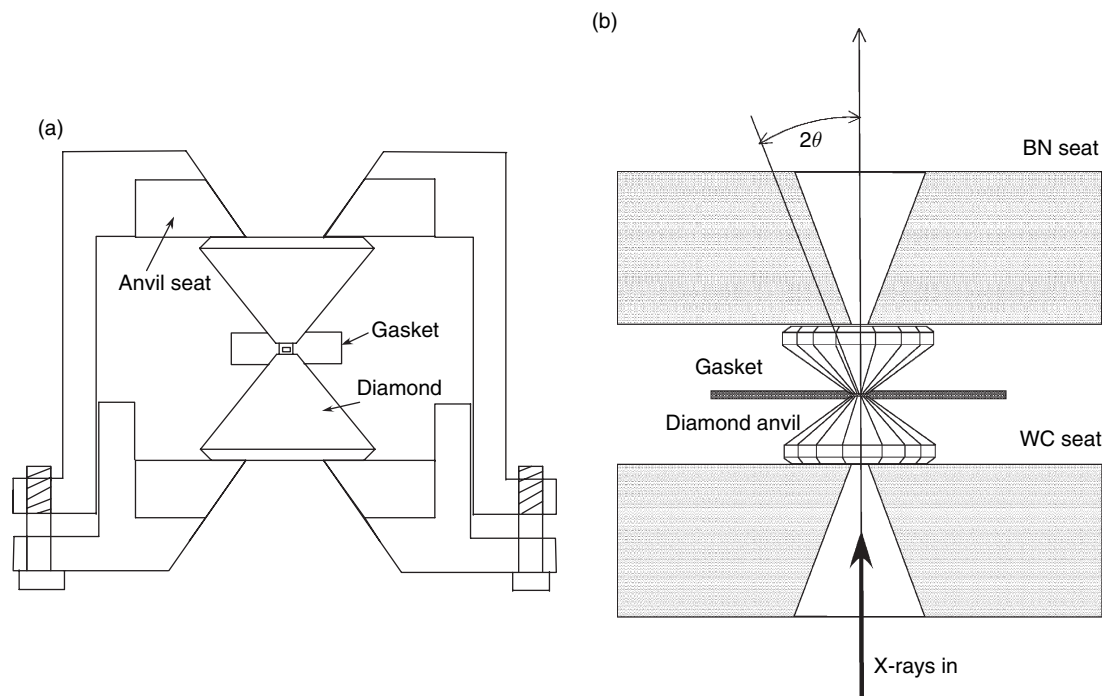 (a)
Anvil seat
Gasket
Diamond
(b)
2θ
BN seat
Gasket
Diamond anvil
WC seat
X-rays in